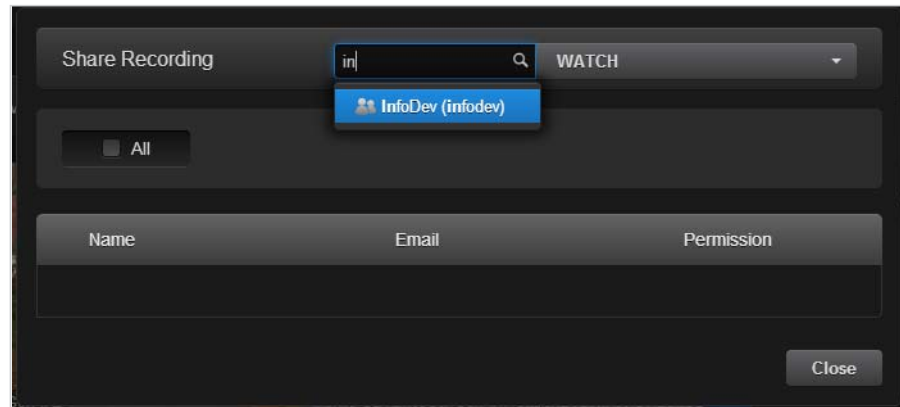 Share Recording in WATCH
InfoDev (infodev)
All
Name Email Permission
Close